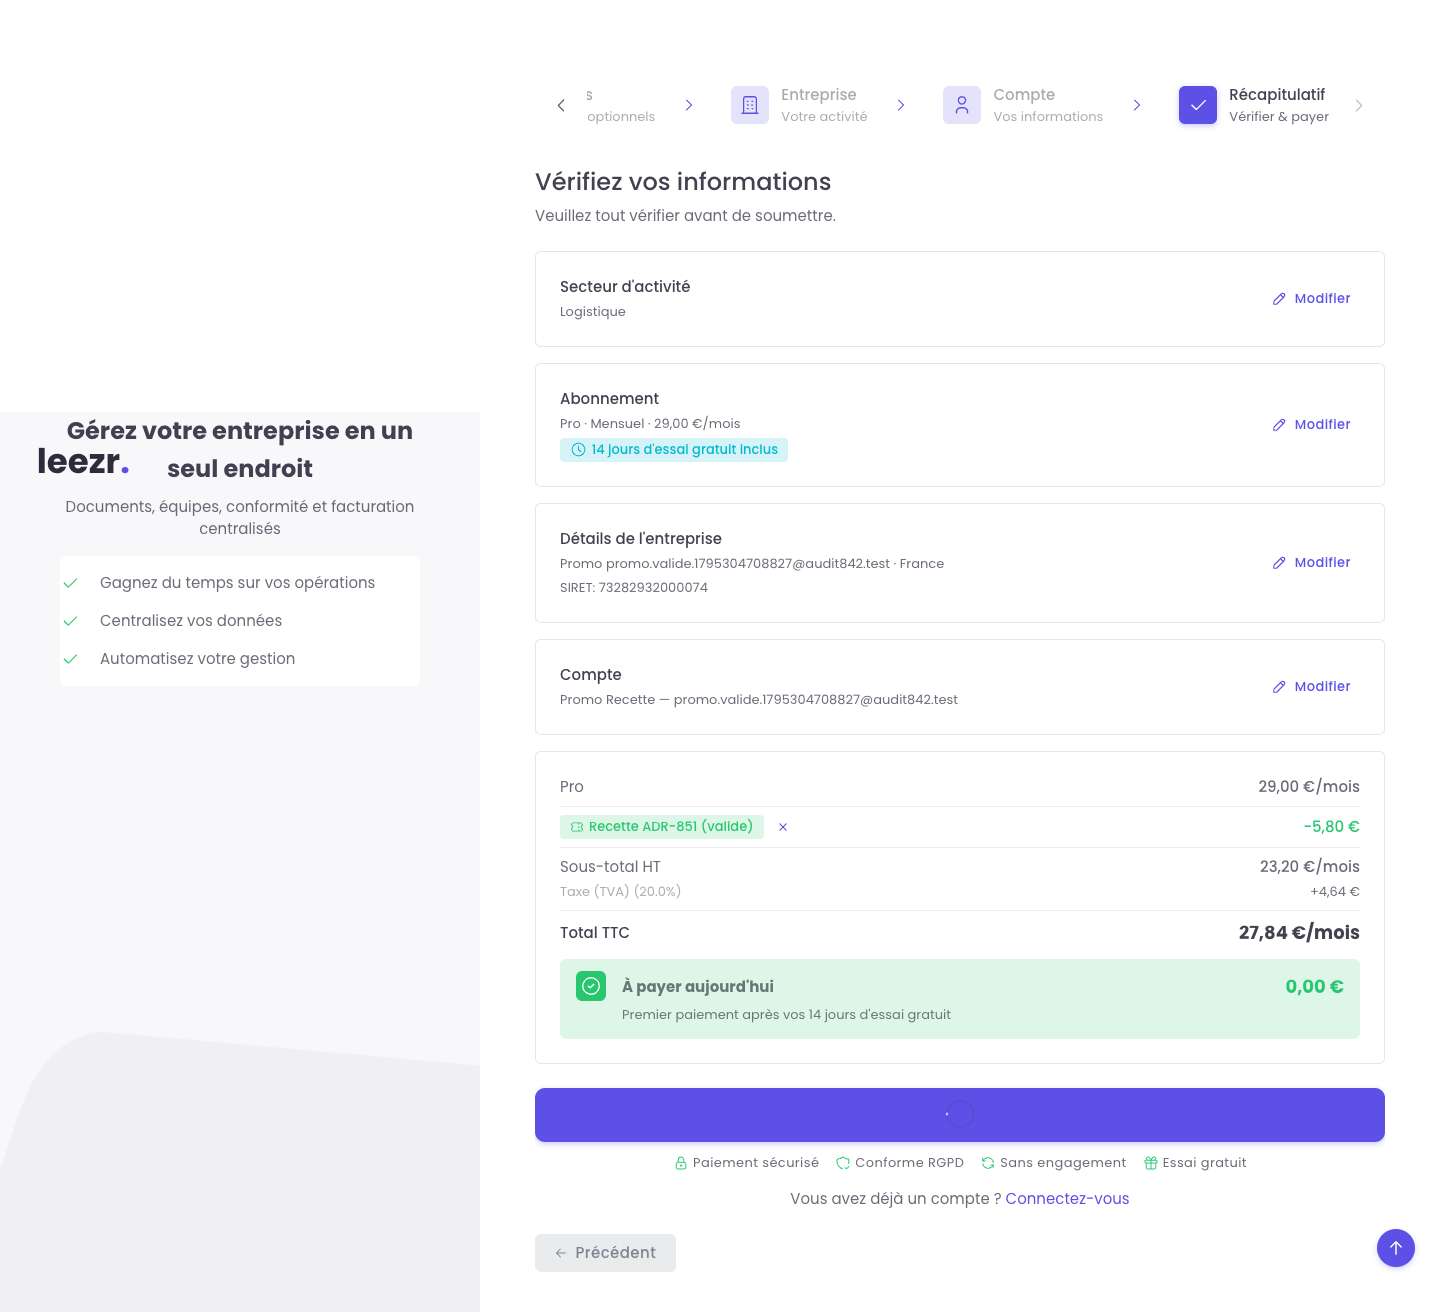 s
optionnels
Entreprise
Votre activité
Compte
Vos informations
Récapitulatif
Vérifier & payer
Gérez votre entreprise en un
seul endroit
leezr.
Documents, équipes, conformité et facturation
centralisés
Gagnez du temps sur vos opérations
Centralisez vos données
Automatisez votre gestion
Vérifiez vos informations
Veuillez tout vérifier avant de soumettre.
Secteur d'activité
Logistique
Modifier
Abonnement
Pro · Mensuel · 29,00 €/mois
14 jours d'essai gratuit inclus
Modifier
Détails de l'entreprise
Promo promo.valide.1795304708827@audit842.test · France
SIRET: 73282932000074
Modifier
Compte
Promo Recette — promo.valide.1795304708827@audit842.test
Modifier
Pro 29,00 €/mois
Recette ADR-851 (valide) -5,80 €
Sous-total HT 23,20 €/mois
Taxe (TVA) (20.0%) +4,64 €
Total TTC 27,84 €/mois
À payer aujourd'hui 0,00 €
Premier paiement après vos 14 jours d'essai gratuit
Paiement sécurisé Conforme RGPD Sans engagement Essai gratuit
Vous avez déjà un compte ? Connectez-vous
Précédent